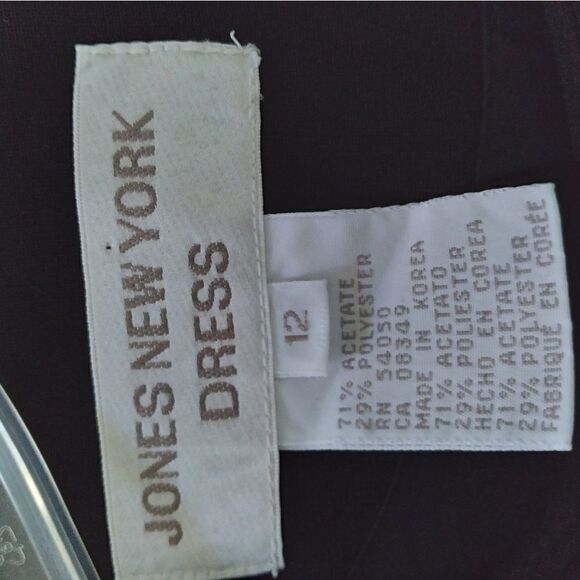 JONES NEW YORK
DRESS
12
71% ACETATE
29% POLYESTER
RN 54050
CA 08349
MADE IN KOREA
71% ACETATO
29% POLIESTER
HECHO EN COREA
71% ACETATE
29% POLYESTER
FABRIQUÉ EN CORÉE